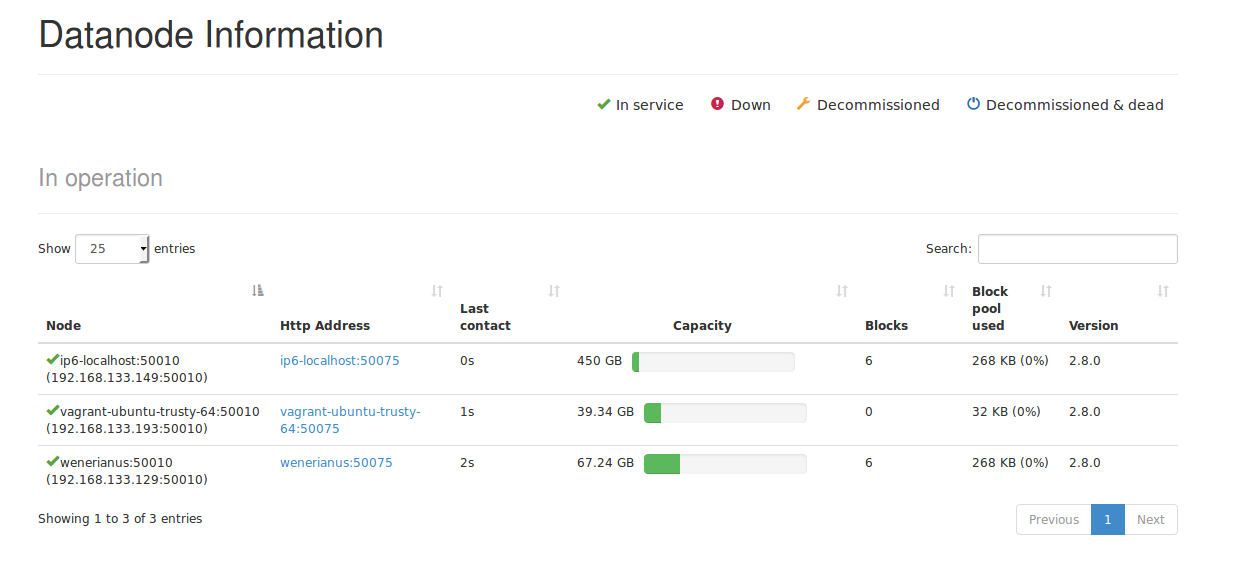 Datanode Information
In service Down Decommissioned Decommissioned & dead
In operation
Show 25 entries Search:
Node Http Address Last contact Capacity Blocks Block pool used Version
ip6-localhost:50010 ip6-localhost:50075 0s 450 GB 6 268 KB (0%) 2.8.0
(192.168.133.149:50010)
vagrant-ubuntu-trusty-64:50010 vagrant-ubuntu-trusty- 1s 39.34 GB 0 32 KB (0%) 2.8.0
(192.168.133.193:50010) 64:50075
wenerianus:50010 wenerianus:50075 2s 67.24 GB 6 268 KB (0%) 2.8.0
(192.168.133.129:50010)
Showing 1 to 3 of 3 entries Previous 1 Next